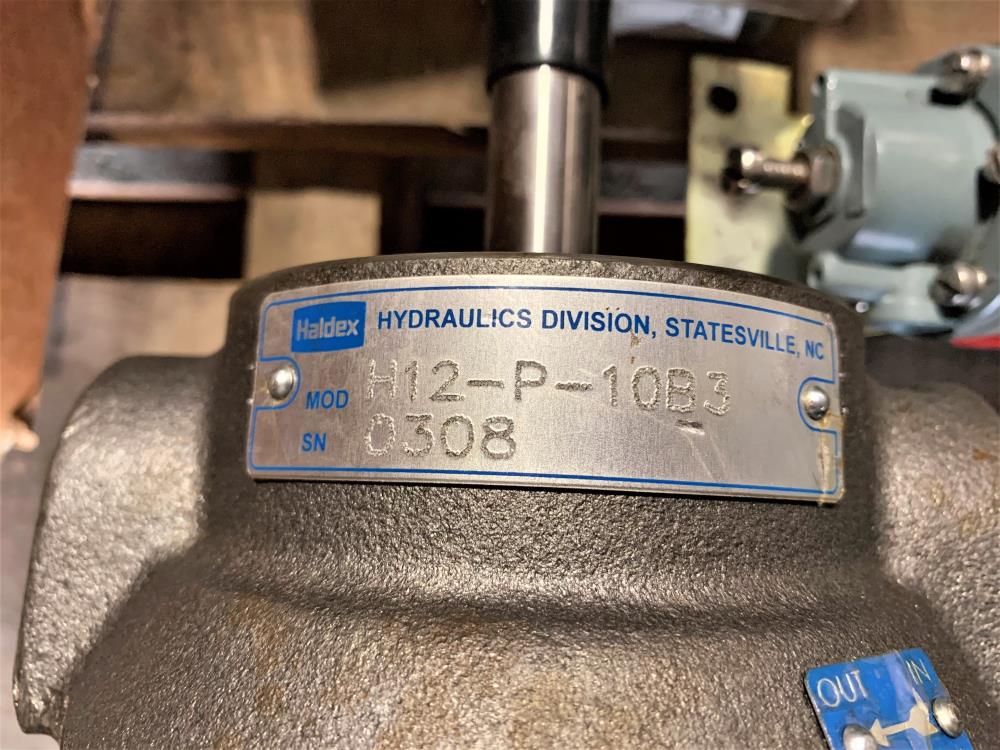 Haldex HYDRAULICS DIVISION, STATESVILLE, NC
MOD H12-P-10B3
SN 0308
OUT IN